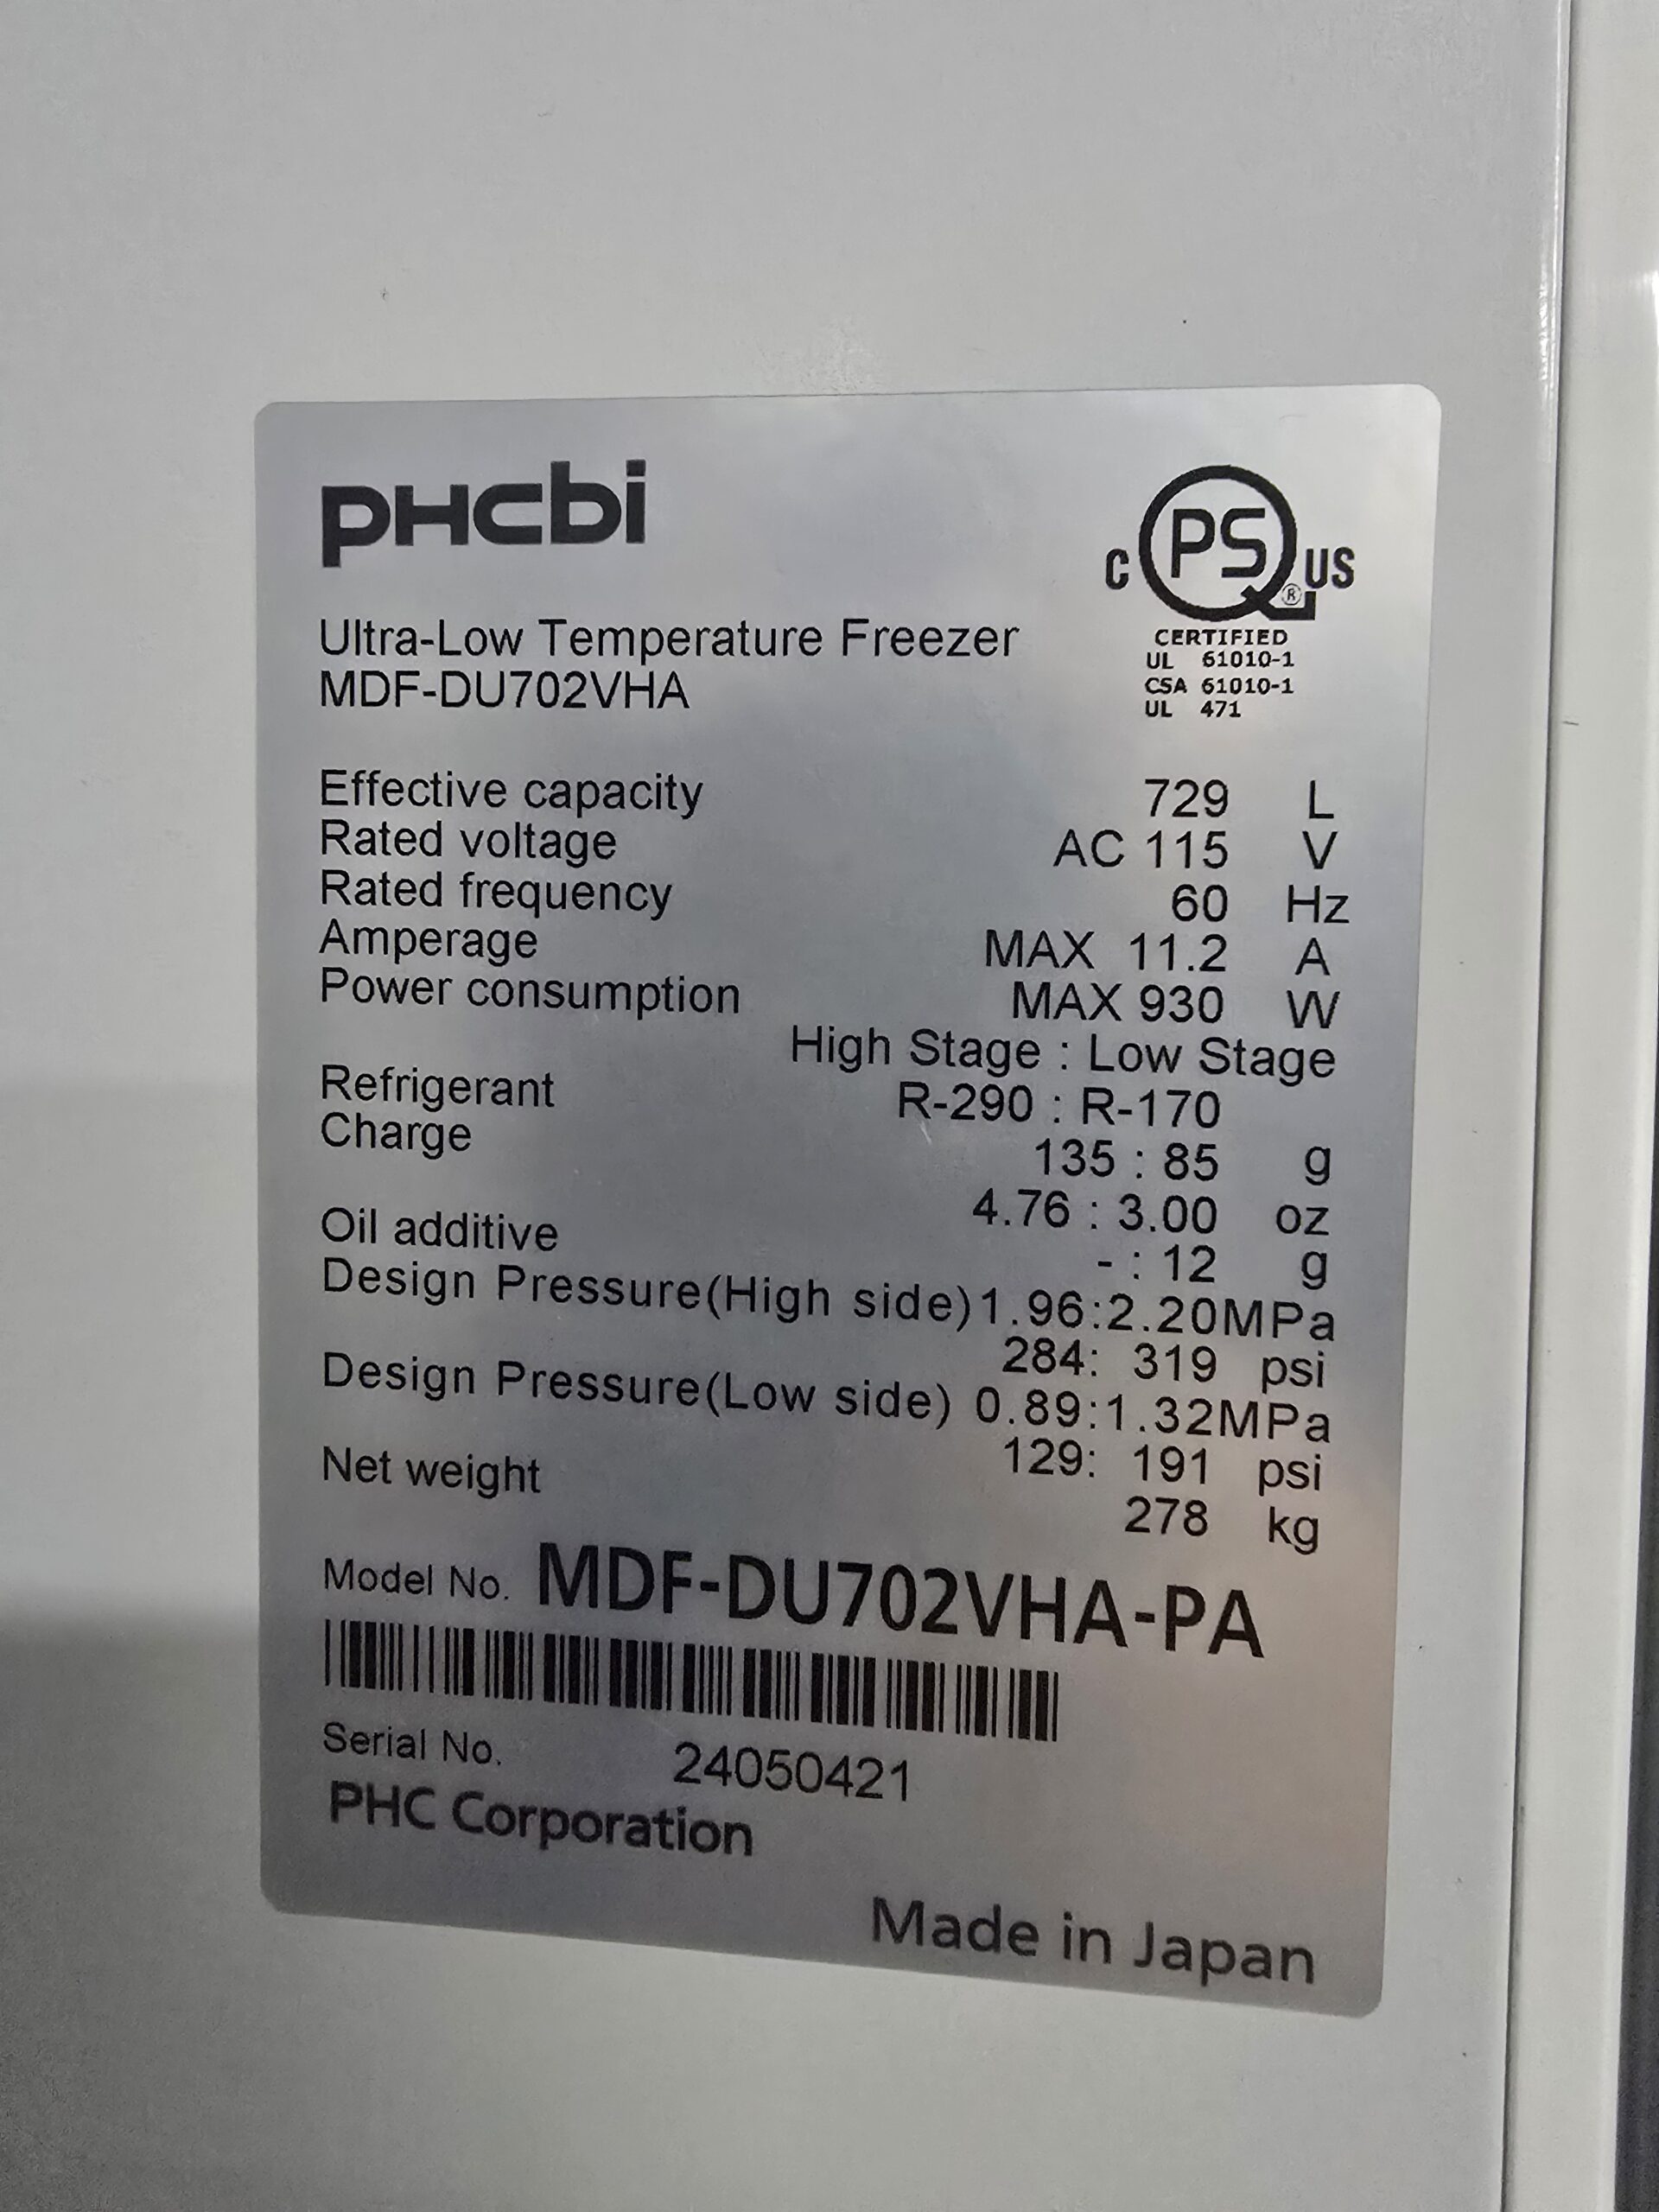 PHCbi
C PS US
®
CERTIFIED
UL 61010-1
CSA 61010-1
UL 471
Ultra-Low Temperature Freezer
MDF-DU702VHA
Effective capacity 729 L
Rated voltage AC 115 V
Rated frequency 60 Hz
Amperage MAX 11.2 A
Power consumption MAX 930 W
High Stage : Low Stage
Refrigerant R-290 : R-170
Charge 135 : 85 g
4.76 : 3.00 oz
Oil additive - : 12 g
Design Pressure(High side) 1.96:2.20MPa
284: 319 psi
Design Pressure(Low side) 0.89:1.32MPa
129: 191 psi
Net weight 278 kg
Model No. MDF-DU702VHA-PA
Serial No. 24050421
PHC Corporation
Made in Japan